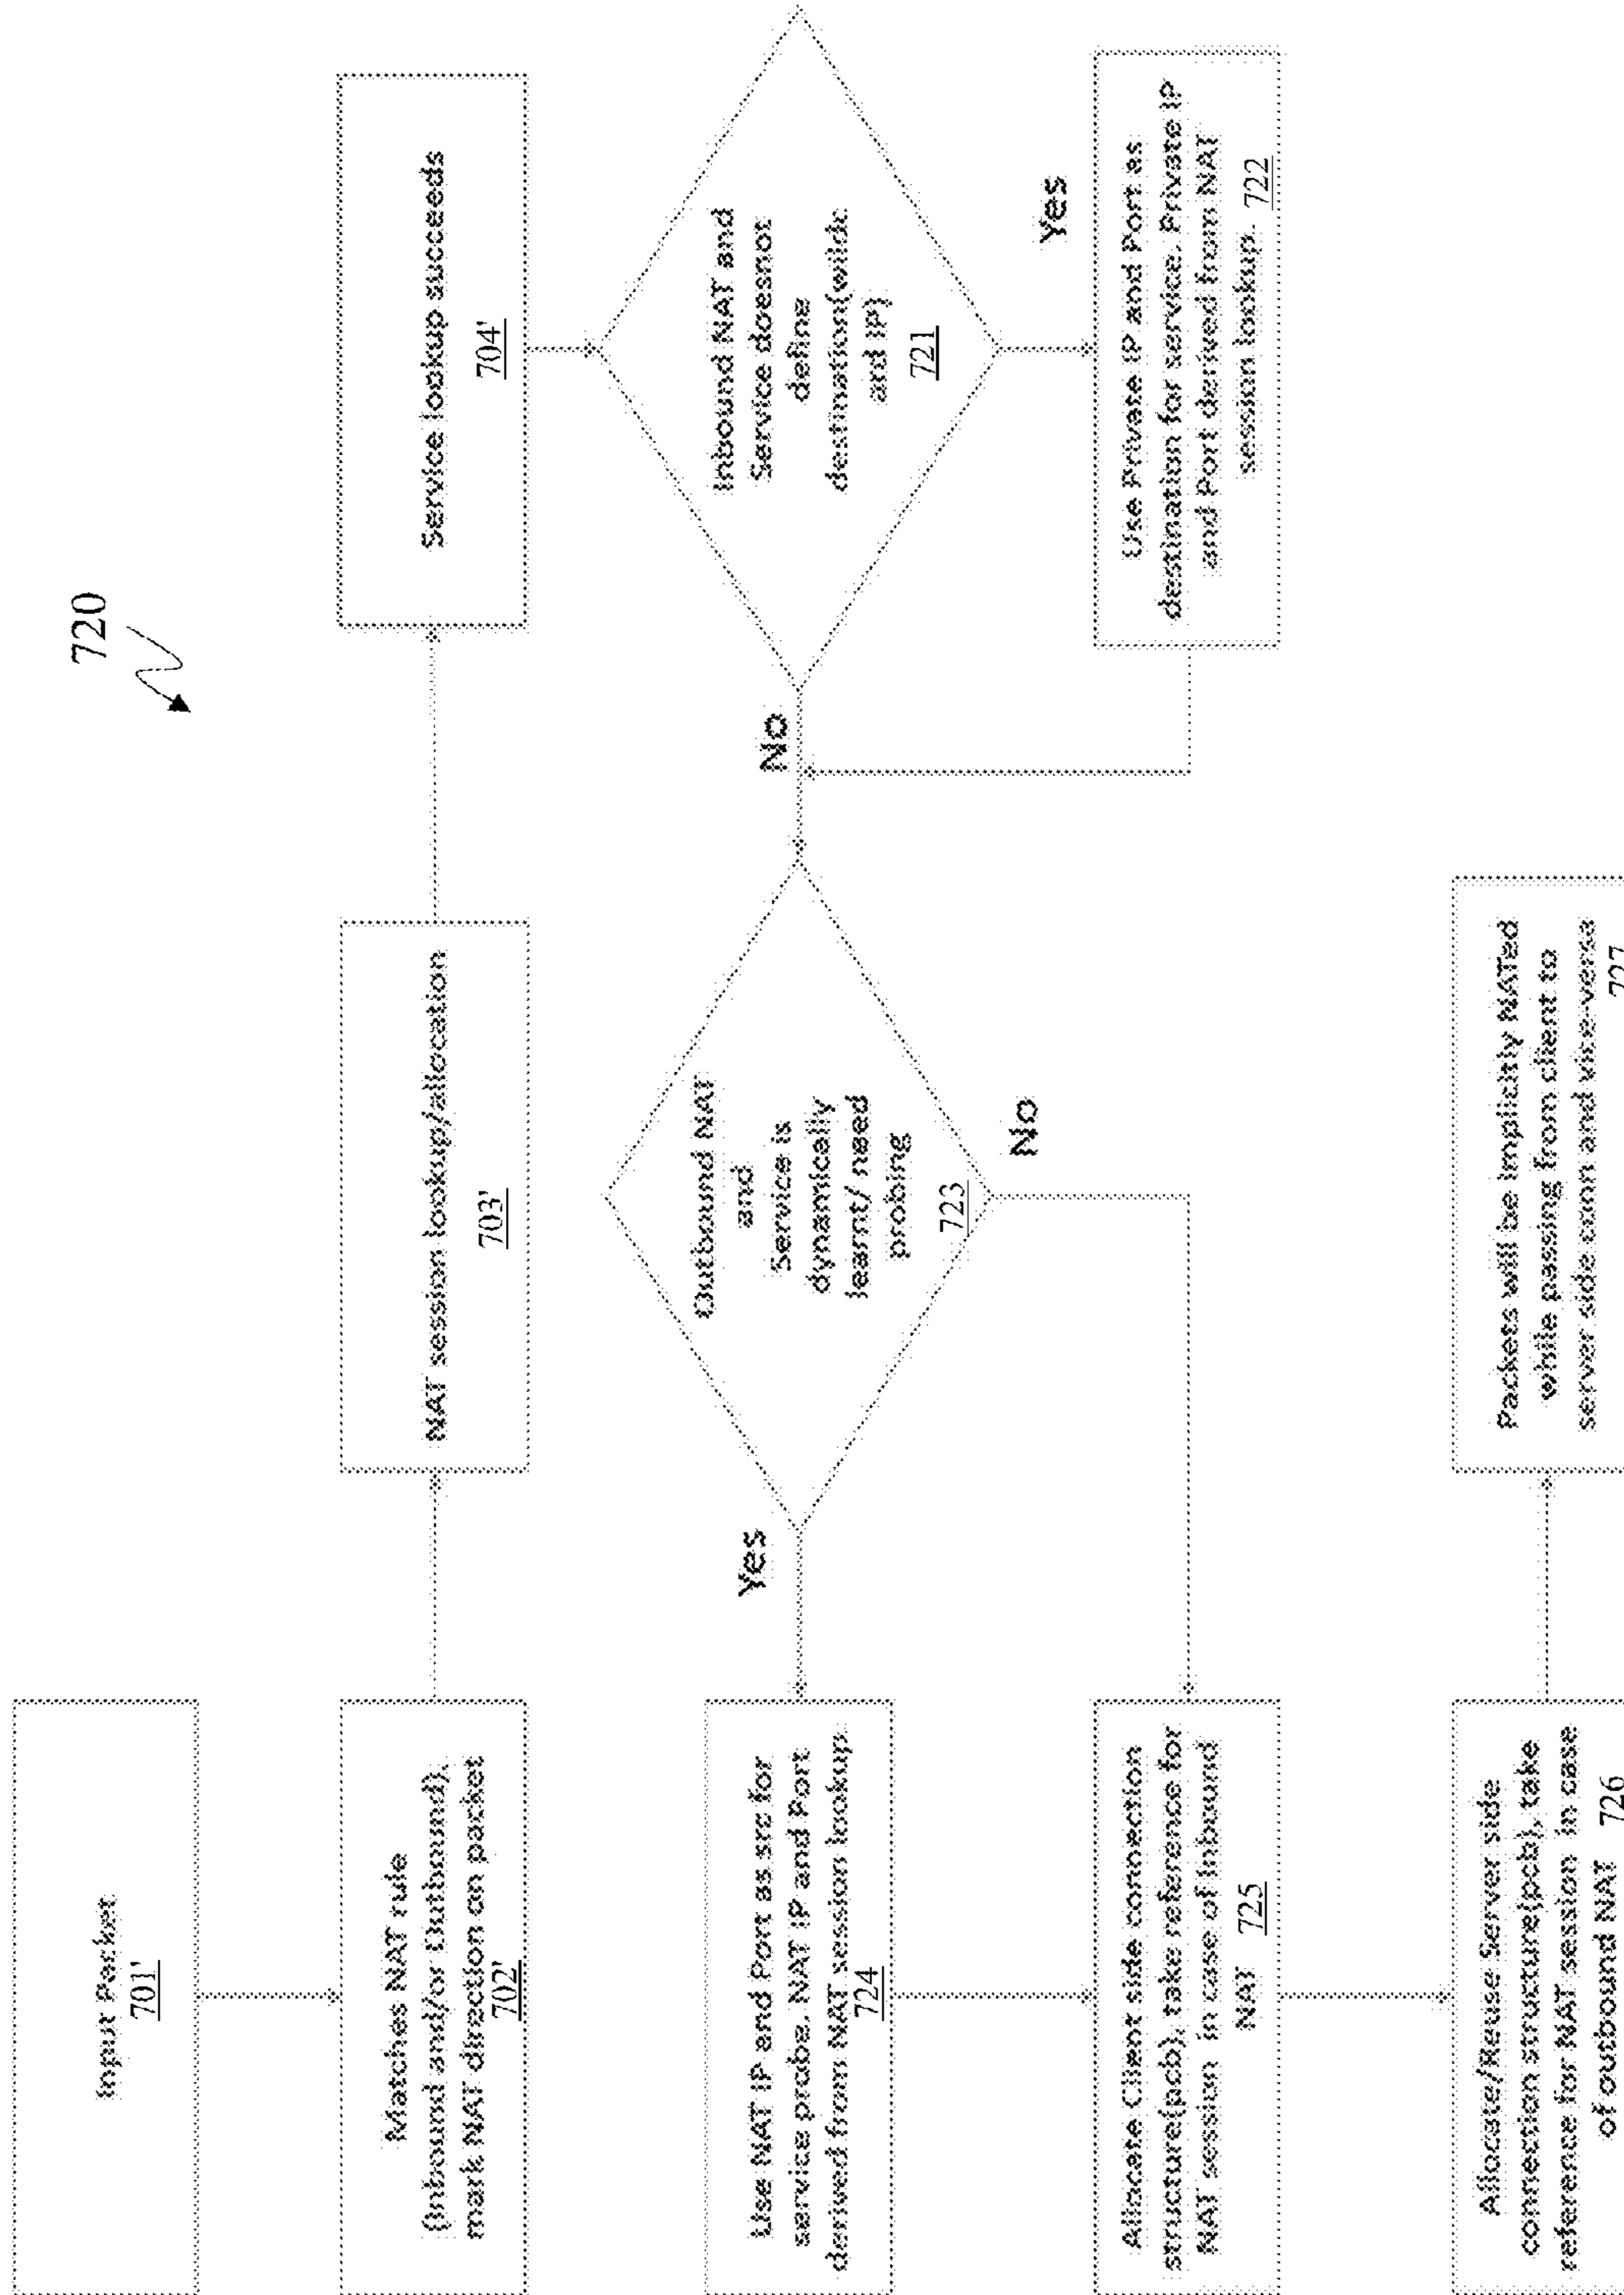 720
Input Packet
701'
Matches NAT rule
(Inbound and/or Outbound),
mark NAT direction on packet
702'
NAT session lookup/allocation
703'
Service lookup succeeds
704'
Inbound NAT and
Service doesnot
define
destination(wildc
and IP)
721
Yes
Use Private IP and Port as
destination for service. Private IP
and Port derived from NAT
session lookup. 722
No
Outbound NAT
and
Service is
dynamically
learnt/ need
probing
723
Yes
No
Use NAT IP and Port as src for
service probe. NAT IP and Port
derived from NAT session lookup.
724
Allocate Client side connection
structure(pcb), take reference for
NAT session in case of Inbound
NAT 725
Allocate/Reuse Server side
connection structure(pcb), take
reference for NAT session in case
of outbound NAT 726
Packets will be implicity NATed
while passing from client to
server side conn and vice-versa
727